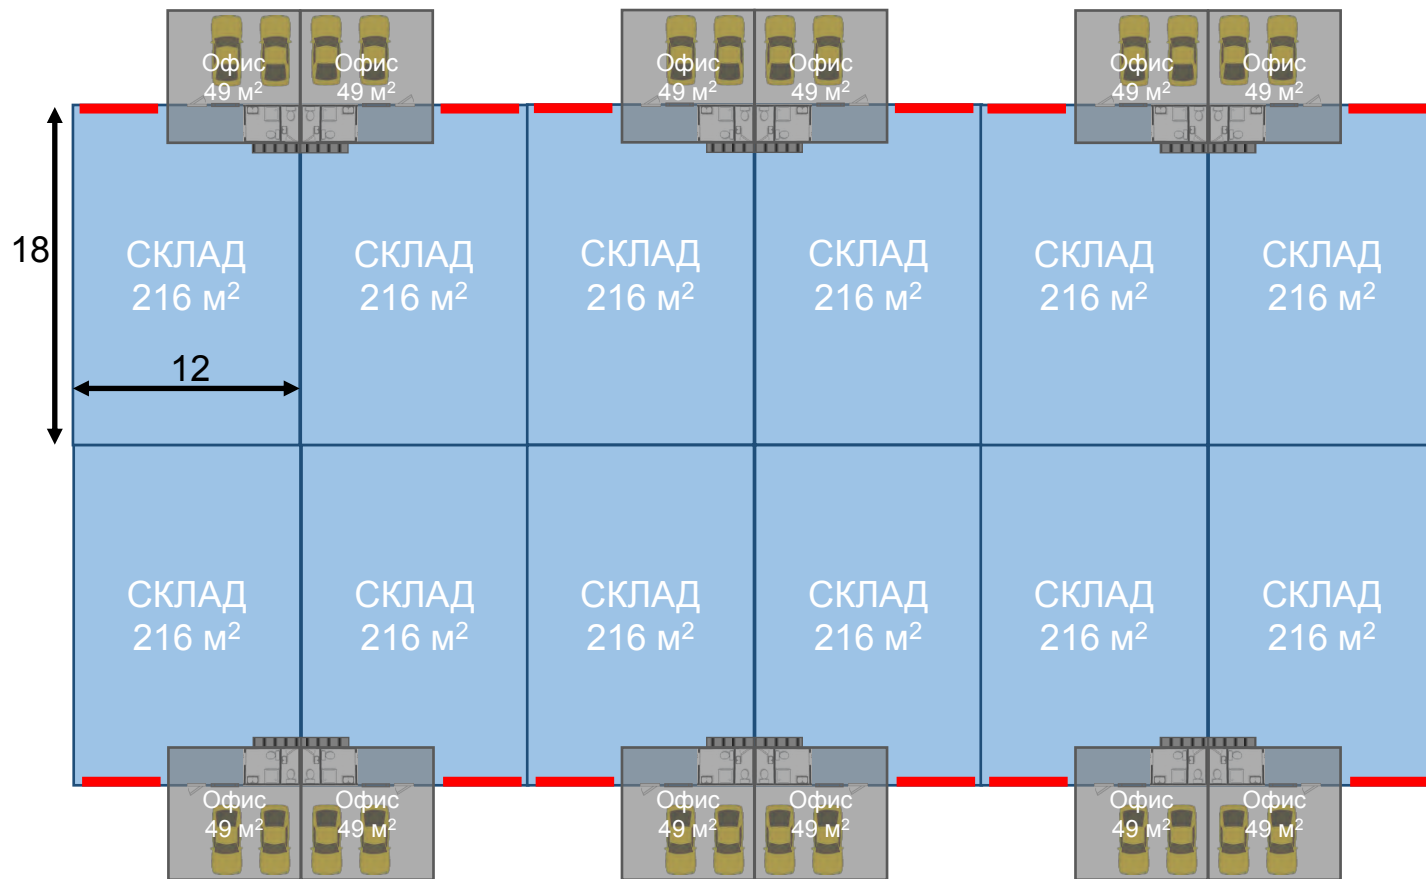 Офис
49 м²
Офис
49 м²
Офис
49 м²
Офис
49 м²
Офис
49 м²
Офис
49 м²
18
СКЛАД
216 м²
СКЛАД
216 м²
СКЛАД
216 м²
СКЛАД
216 м²
СКЛАД
216 м²
СКЛАД
216 м²
12
СКЛАД
216 м²
СКЛАД
216 м²
СКЛАД
216 м²
СКЛАД
216 м²
СКЛАД
216 м²
СКЛАД
216 м²
Офис
49 м²
Офис
49 м²
Офис
49 м²
Офис
49 м²
Офис
49 м²
Офис
49 м²